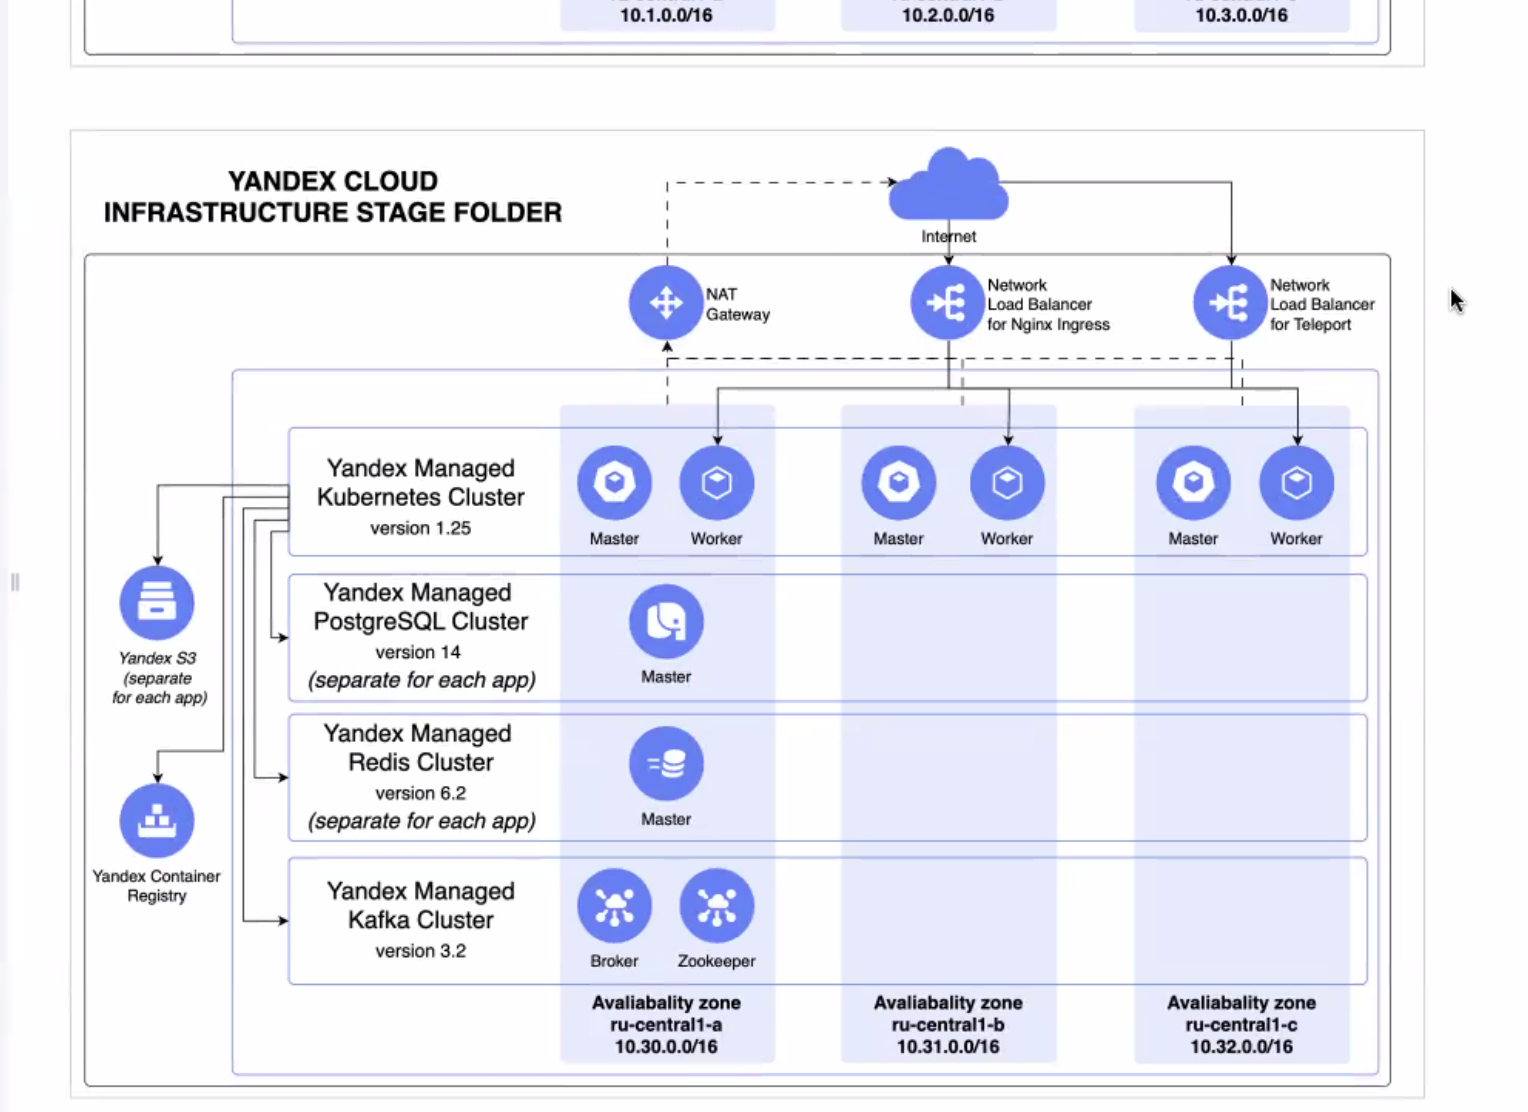 10.1.0.0/16
10.2.0.0/16
10.3.0.0/16
YANDEX CLOUD
INFRASTRUCTURE STAGE FOLDER
Internet
NAT
Gateway
Network
Load Balancer
for Nginx Ingress
Network
Load Balancer
for Teleport
Yandex Managed
Kubernetes Cluster
version 1.25
Master
Worker
Master
Worker
Master
Worker
Yandex S3
(separate
for each app)
Yandex Managed
PostgreSQL Cluster
version 14
(separate for each app)
Master
Yandex Managed
Redis Cluster
version 6.2
(separate for each app)
Master
Yandex Container
Registry
Yandex Managed
Kafka Cluster
version 3.2
Broker
Zookeeper
Avaliabality zone
ru-central1-a
10.30.0.0/16
Avaliabality zone
ru-central1-b
10.31.0.0/16
Avaliabality zone
ru-central1-c
10.32.0.0/16